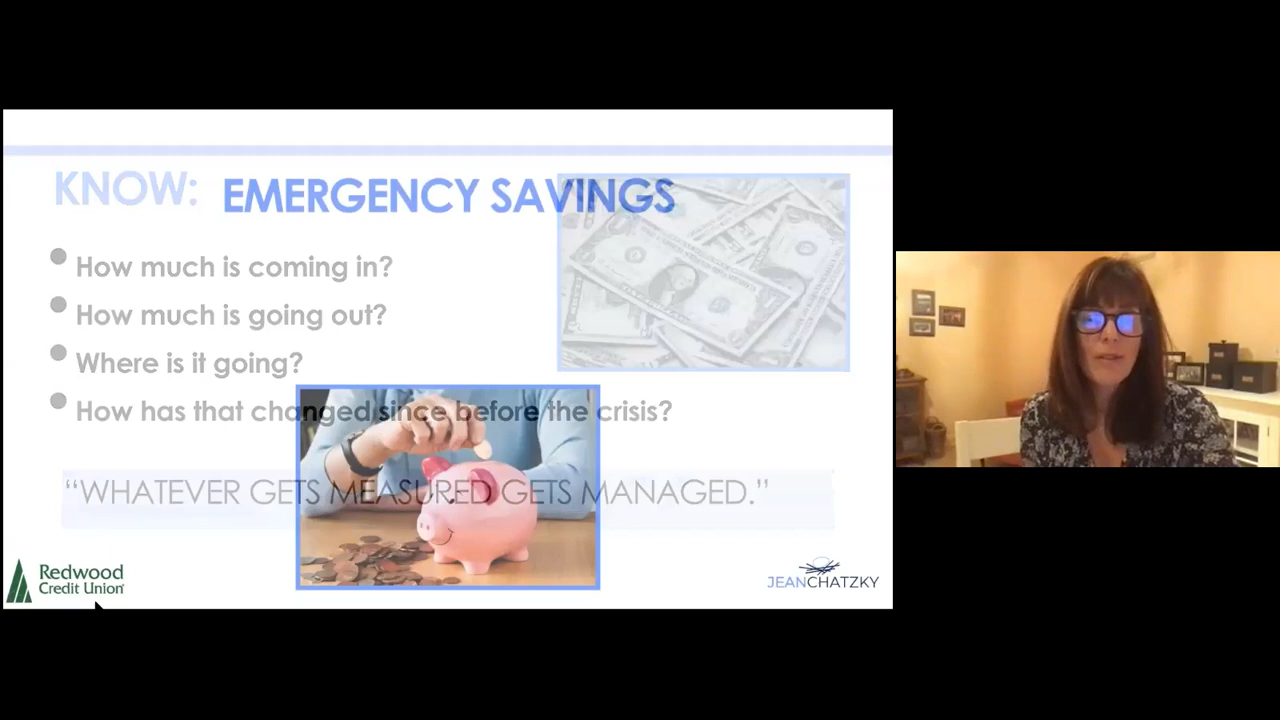 KNOW:
EMERGENCY SAVINGS
How much is coming in?
How much is going out?
Where is it going?
How has that changed since before the crisis?
“WHATEVER GETS MEASURED GETS MANAGED.”
Redwood
Credit Union
JEANCHATZKY